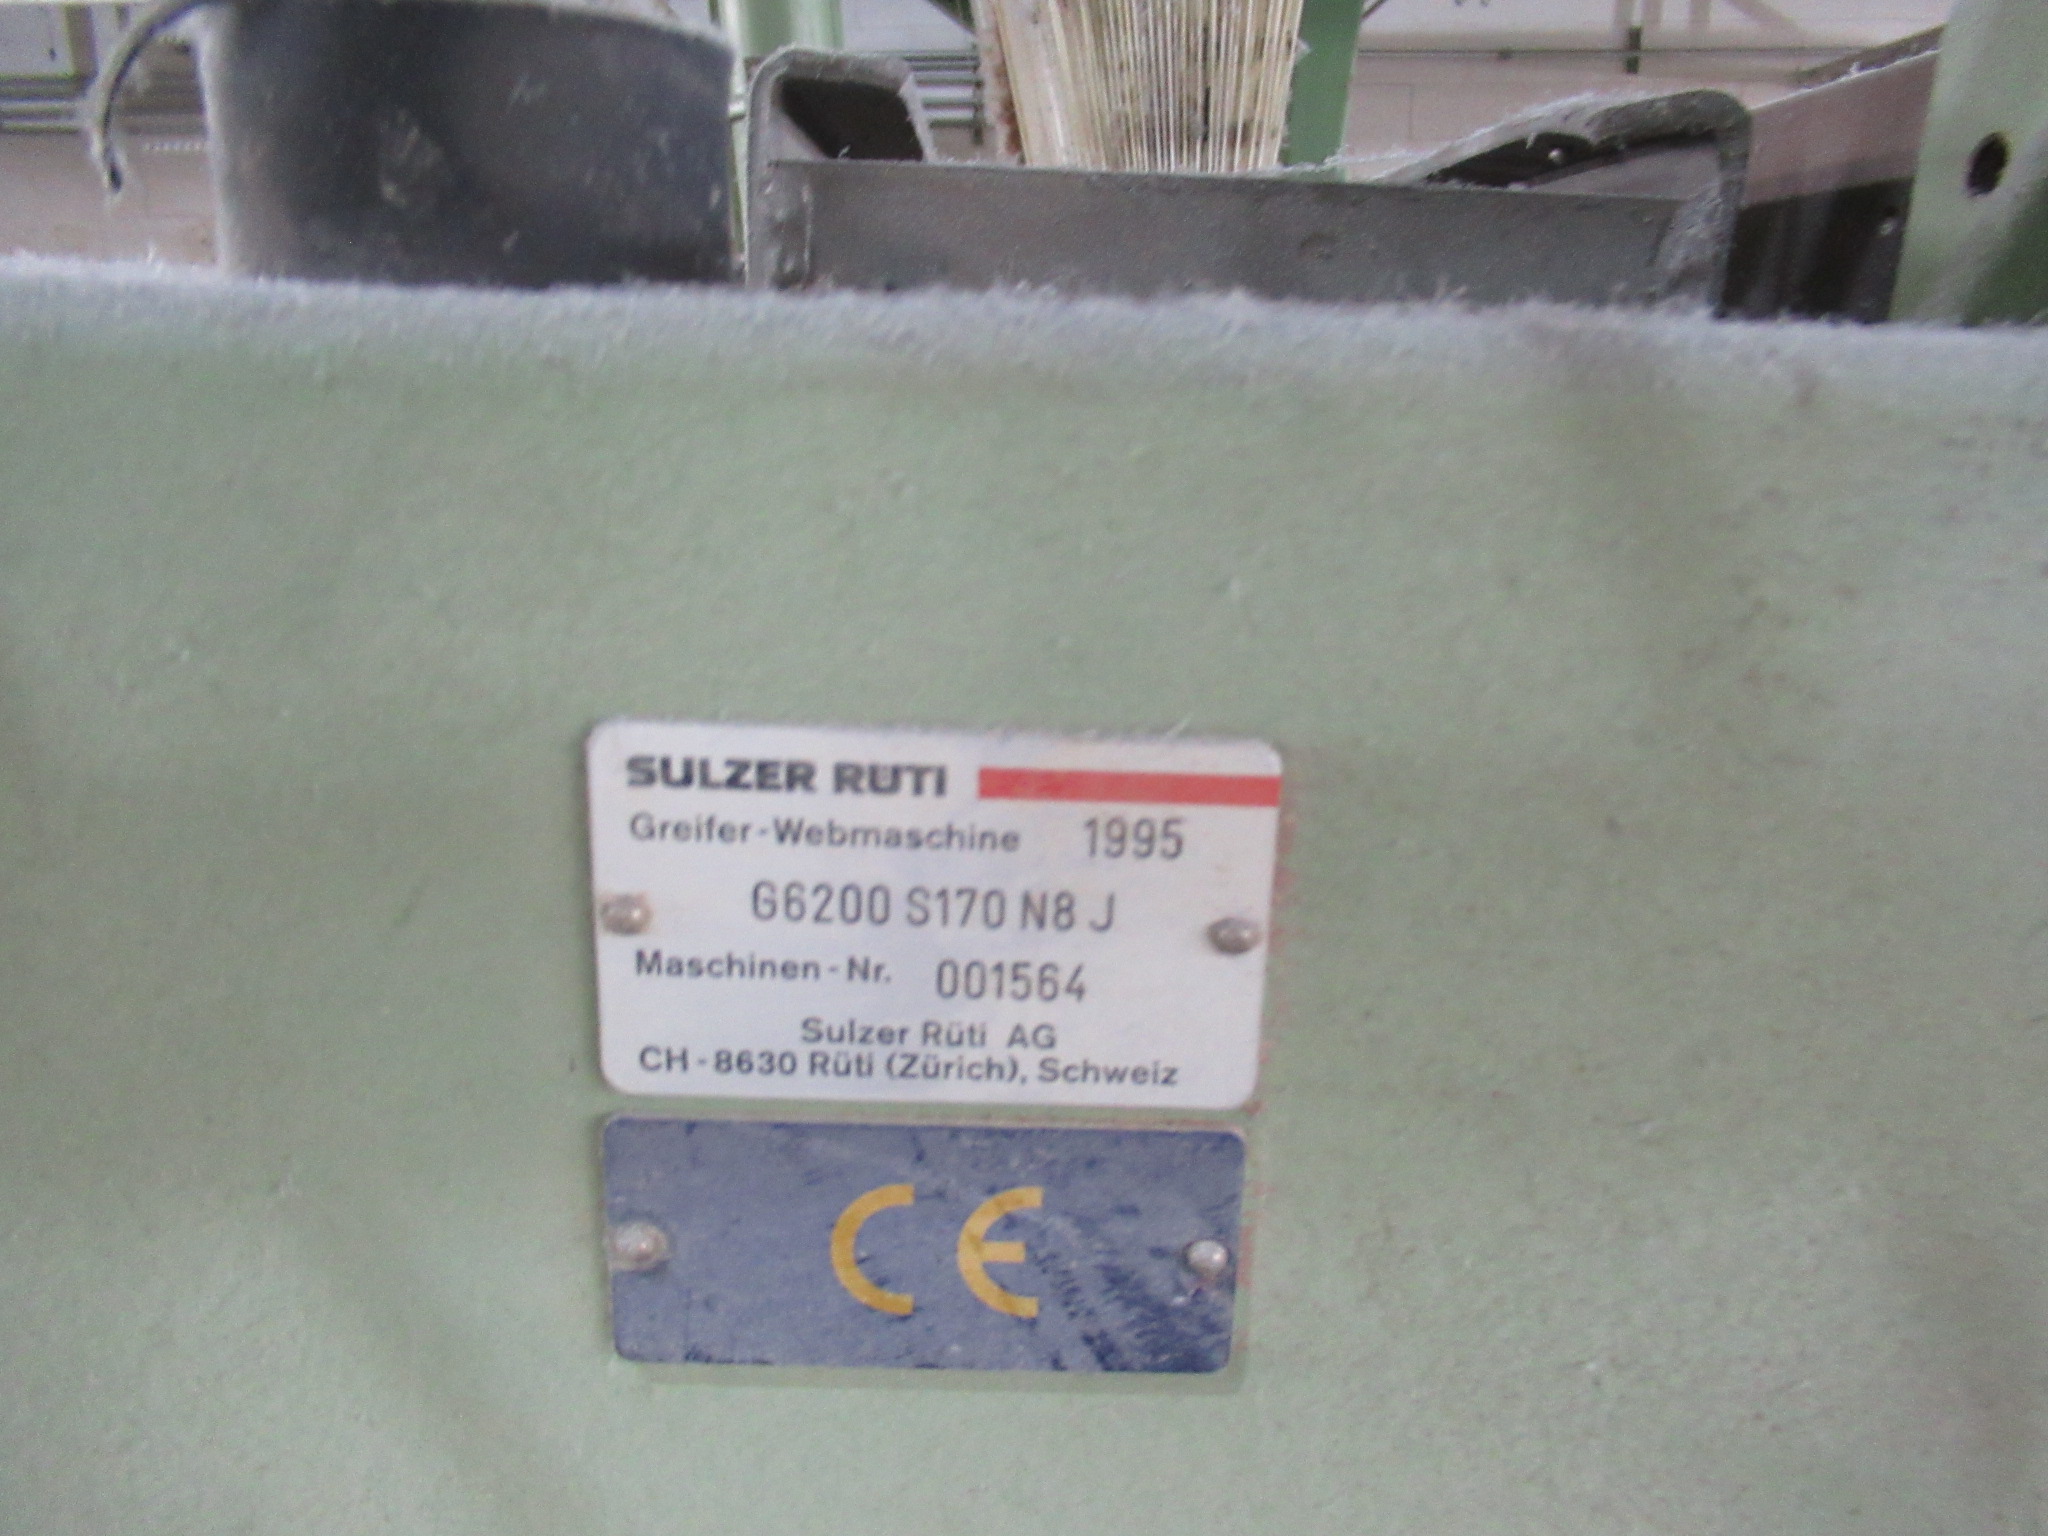 SULZER RÜTI
Greifer-Webmaschine 1995
G6200 S170 N8 J
Maschinen-Nr. 001564
Sulzer Rüti AG
CH-8630 Rüti (Zürich), Schweiz
CE